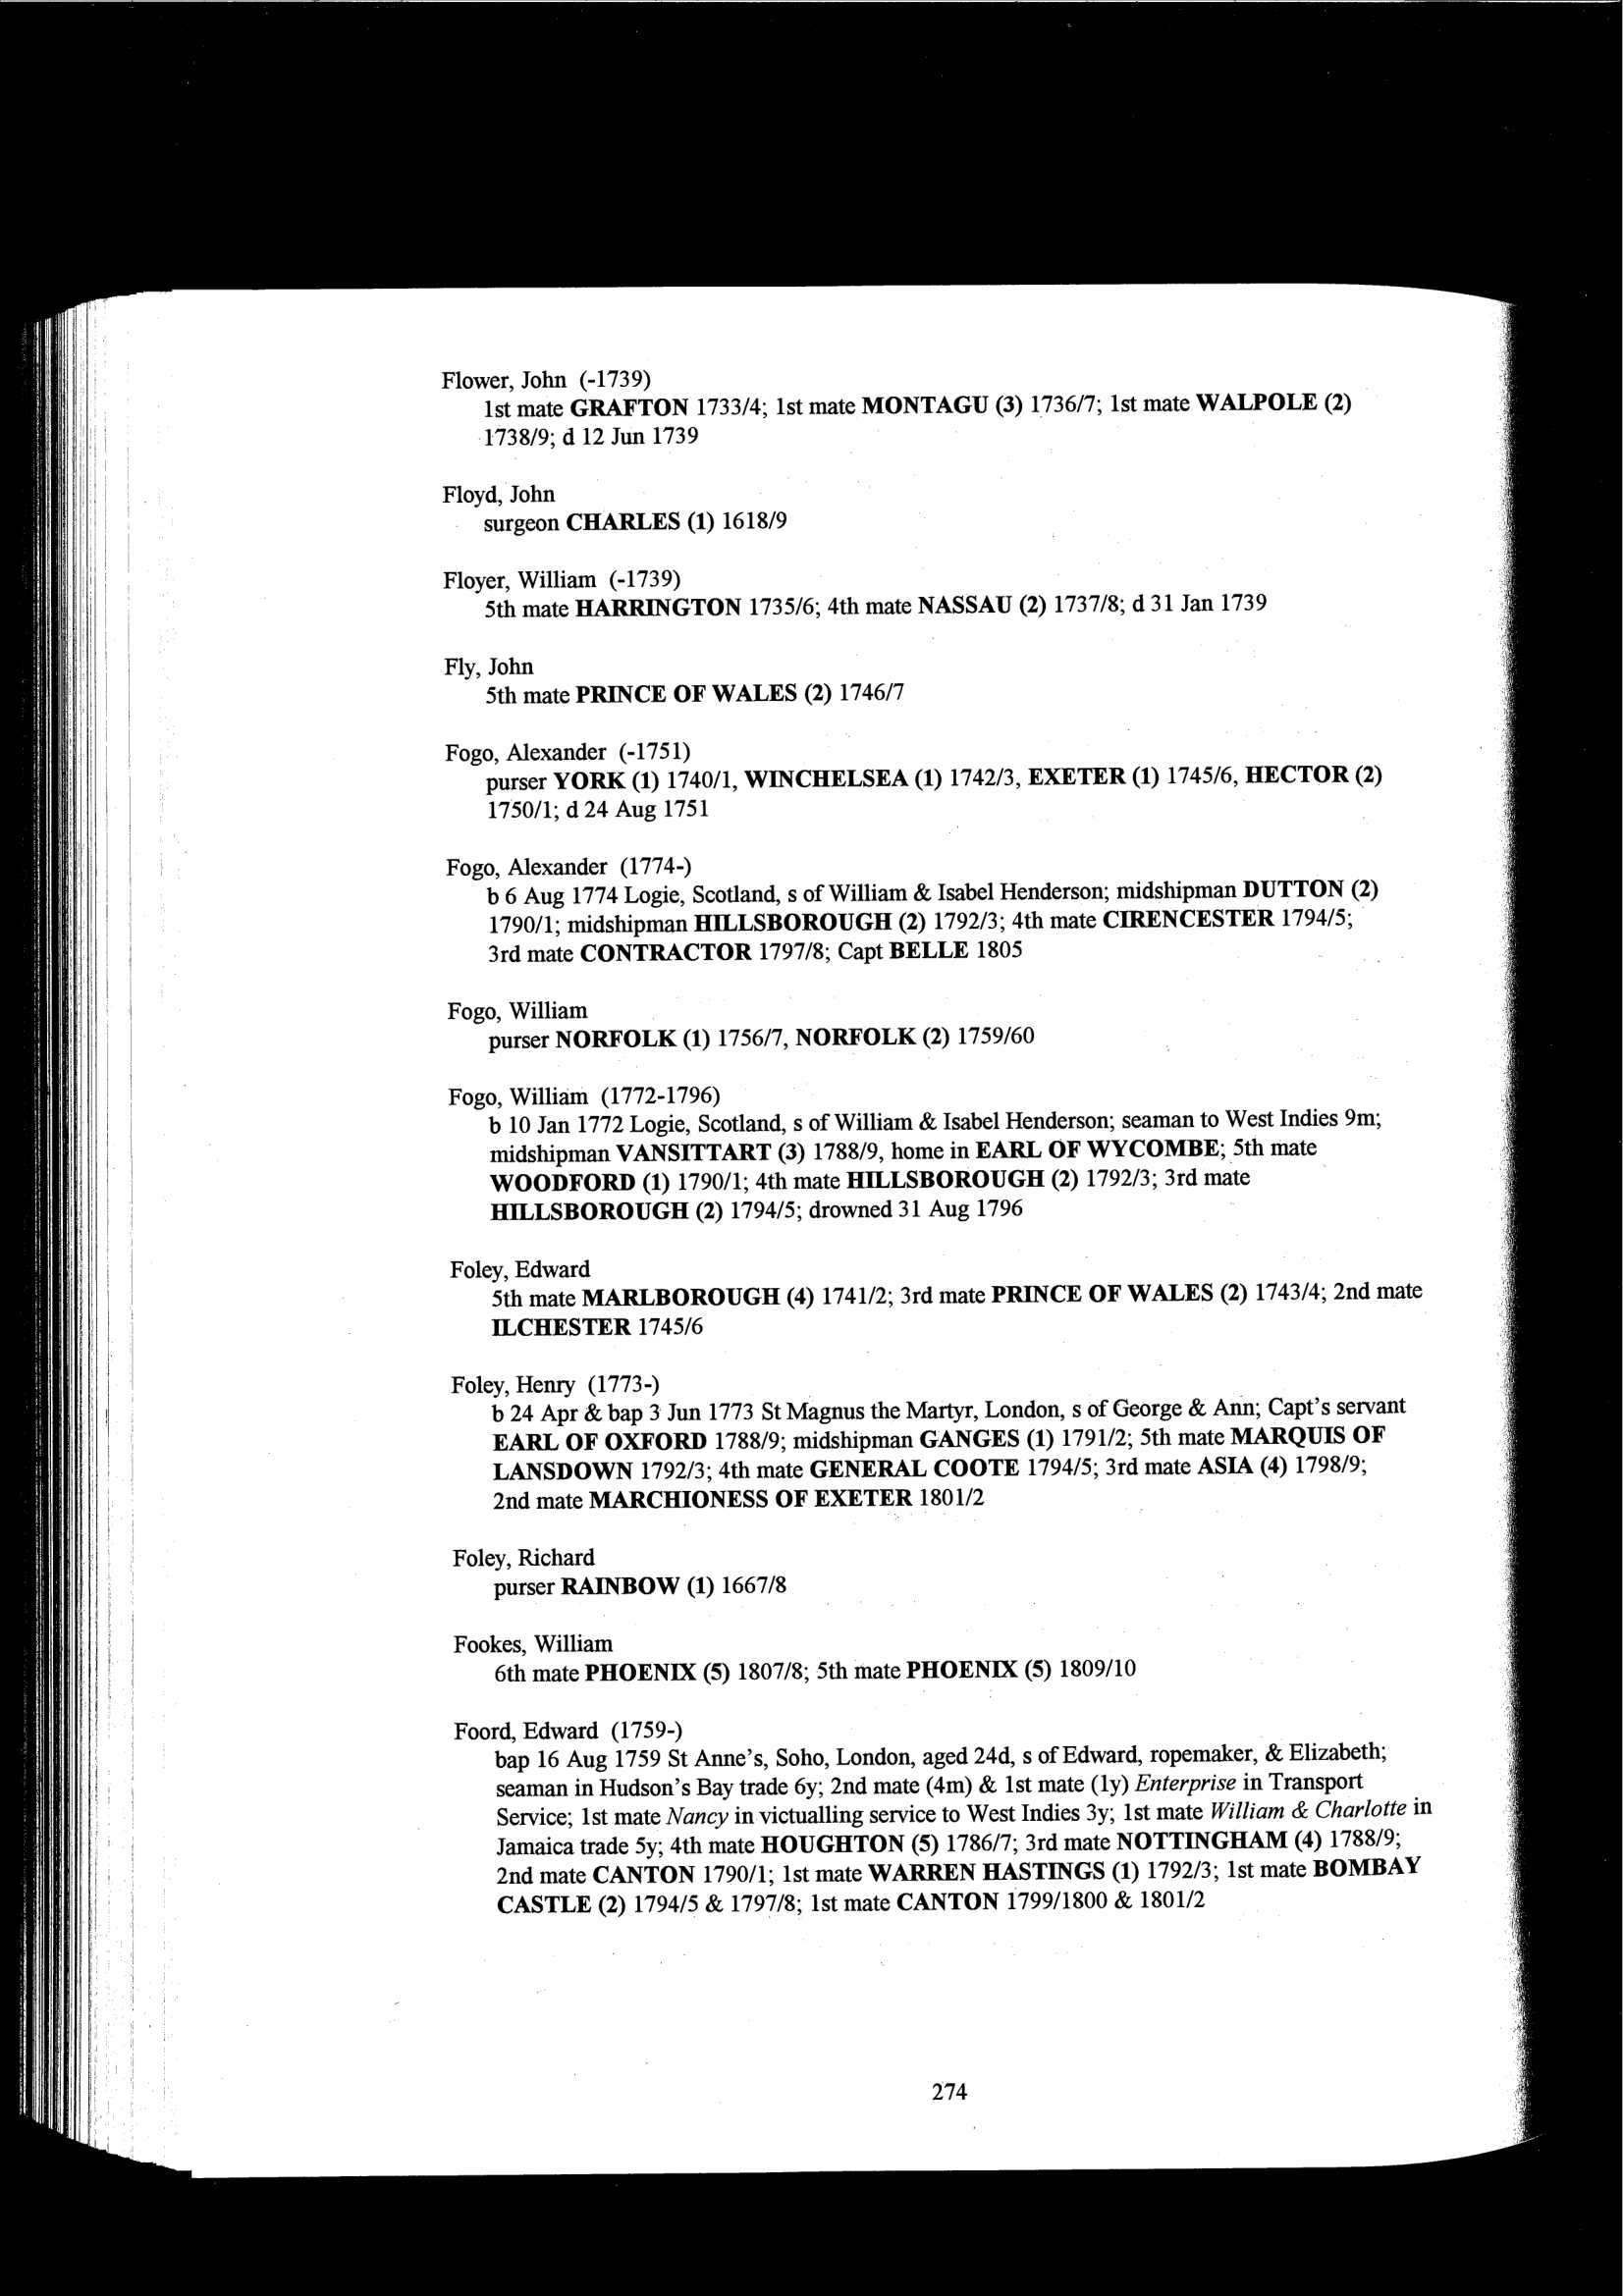 Flower, John (-1739)
1st mate GRAFTON 1733/4; 1st mate MONTAGU (3) 1736/7; 1st mate WALPOLE (2)
1738/9; d 12 Jun 1739
Floyd, John
surgeon CHARLES (1) 1618/9
Floyer, William (-1739)
5th mate HARRINGTON 1735/6; 4th mate NASSAU (2) 1737/8; d 31 Jan 1739
Fly, John
5th mate PRINCE OF WALES (2) 1746/7
Fogo, Alexander (-1751)
purser YORK (1) 1740/1, WINCHELSEA (1) 1742/3, EXETER (1) 1745/6, HECTOR (2)
1750/1; d 24 Aug 1751
Fogo, Alexander (1774-)
b 6 Aug 1774 Logie, Scotland, s of William & Isabel Henderson; midshipman DUTTON (2)
1790/1; midshipman HILLSBOROUGH (2) 1792/3; 4th mate CIRENCESTER 1794/5;
3rd mate CONTRACTOR 1797/8; Capt BELLE 1805
Fogo, William
purser NORFOLK (1) 1756/7, NORFOLK (2) 1759/60
Fogo, William (1772-1796)
b 10 Jan 1772 Logie, Scotland, s of William & Isabel Henderson; seaman to West Indies 9m;
midshipman VANSITTART (3) 1788/9, home in EARL OF WYCOMBE; 5th mate
WOODFORD (1) 1790/1; 4th mate HILLSBOROUGH (2) 1792/3; 3rd mate
HILLSBOROUGH (2) 1794/5; drowned 31 Aug 1796
Foley, Edward
5th mate MARLBOROUGH (4) 1741/2; 3rd mate PRINCE OF WALES (2) 1743/4; 2nd mate
ILCHESTER 1745/6
Foley, Henry (1773-)
b 24 Apr & bap 3 Jun 1773 St Magnus the Martyr, London, s of George & Ann; Capt's servant
EARL OF OXFORD 1788/9; midshipman GANGES (1) 1791/2; 5th mate MARQUIS OF
LANSDOWN 1792/3; 4th mate GENERAL COOTE 1794/5; 3rd mate ASIA (4) 1798/9;
2nd mate MARCHIONESS OF EXETER 1801/2
Foley, Richard
purser RAINBOW (1) 1667/8
Fookes, William
6th mate PHOENIX (5) 1807/8; 5th mate PHOENIX (5) 1809/10
Foord, Edward (1759-)
bap 16 Aug 1759 St Anne's, Soho, London, aged 24d, s of Edward, ropemaker, & Elizabeth;
seaman in Hudson's Bay trade 6y; 2nd mate (4m) & 1st mate (1y) Enterprise in Transport
Service; 1st mate Nancy in victualling service to West Indies 3y; 1st mate William & Charlotte in
Jamaica trade 5y; 4th mate HOUGHTON (5) 1786/7; 3rd mate NOTTINGHAM (4) 1788/9;
2nd mate CANTON 1790/1; 1st mate WARREN HASTINGS (1) 1792/3; 1st mate BOMBAY
CASTLE (2) 1794/5 & 1797/8; 1st mate CANTON 1799/1800 & 1801/2
274